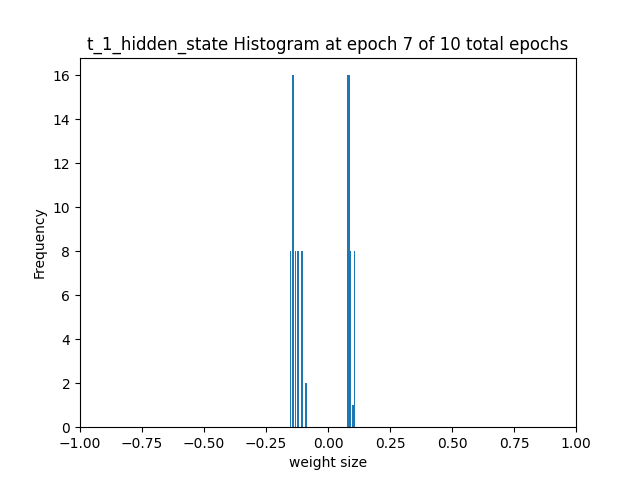 t_1_hidden_state Histogram at epoch 7 of 10 total epochs
16
14
12
10
8
6
4
2
0
Frequency
−1.00 −0.75 −0.50 −0.25 0.00 0.25 0.50 0.75 1.00
weight size